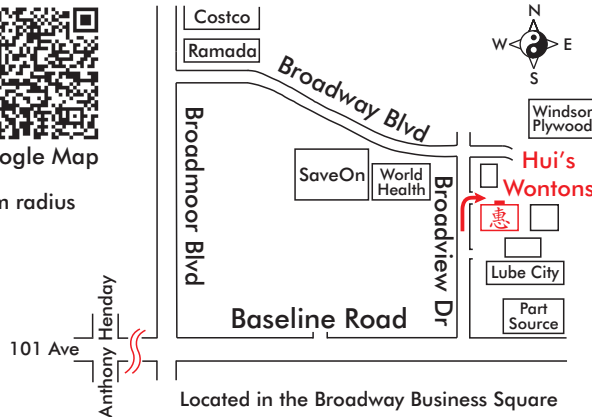 Costco
Ramada
N
W
E
S
Broadway Blvd
Windsor
Plywood
ogle Map
Hui's
Wontons
SaveOn
World
Health
radius
Broadmoor Blvd
Broadview Dr
惠
Lube City
Part
Source
Baseline Road
101 Ave
Anthony Henday
Located in the Broadway Business Square